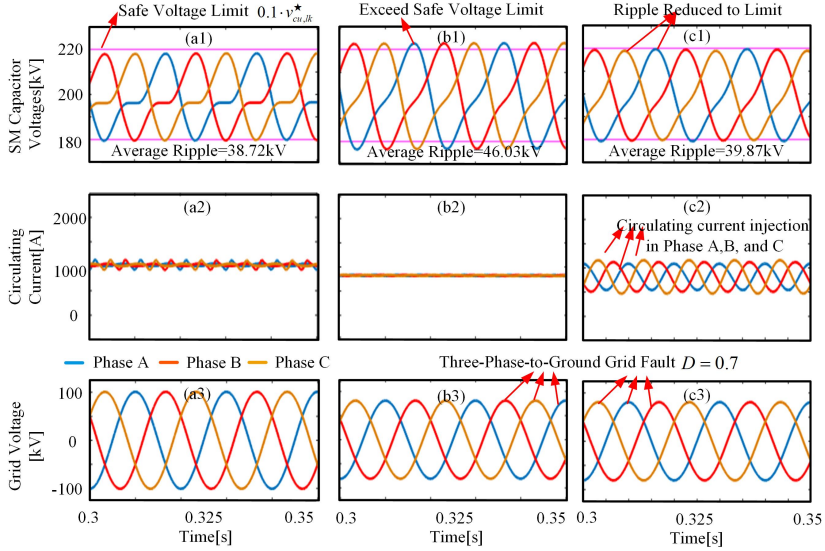 Safe Voltage Limit 0.1·v★cu,lk
Exceed Safe Voltage Limit
Ripple Reduced to Limit
(a1)
(b1)
(c1)
SM Capacitor
Voltages[kV]
220
200
180
Average Ripple=38.72kV
Average Ripple=46.03kV
Average Ripple=39.87kV
(a2)
(b2)
(c2)
Circulating
Current[A]
2000
1000
0
Circulating current injection
in Phase A,B, and C
Phase A Phase B Phase C
Three-Phase-to-Ground Grid Fault D = 0.7
(a3)
(b3)
(c3)
Grid Voltage
[kV]
100
0
-100
0.3 0.325 0.35
0.3 0.325 0.35
0.3 0.325 0.35
Time[s]
Time[s]
Time[s]